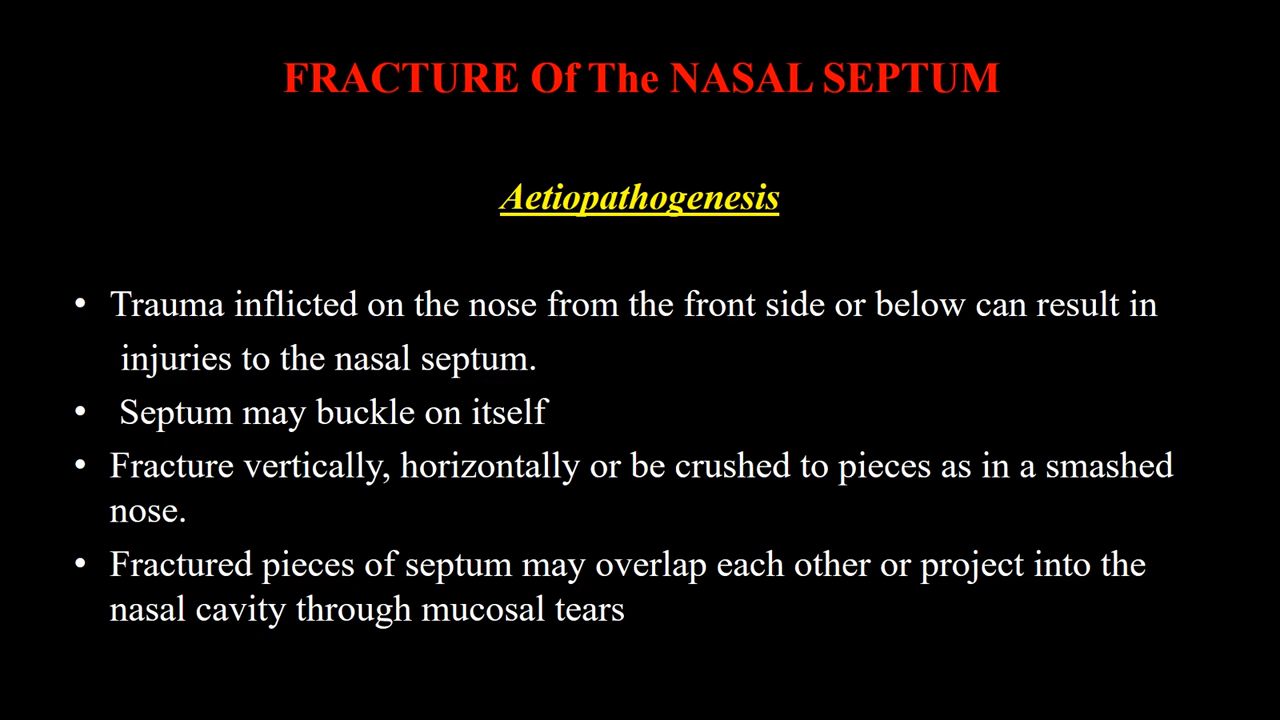 FRACTURE Of The NASAL SEPTUM
Aetiopathogenesis
• Trauma inflicted on the nose from the front side or below can result in
injuries to the nasal septum.
• Septum may buckle on itself
• Fracture vertically, horizontally or be crushed to pieces as in a smashed
nose.
• Fractured pieces of septum may overlap each other or project into the
nasal cavity through mucosal tears